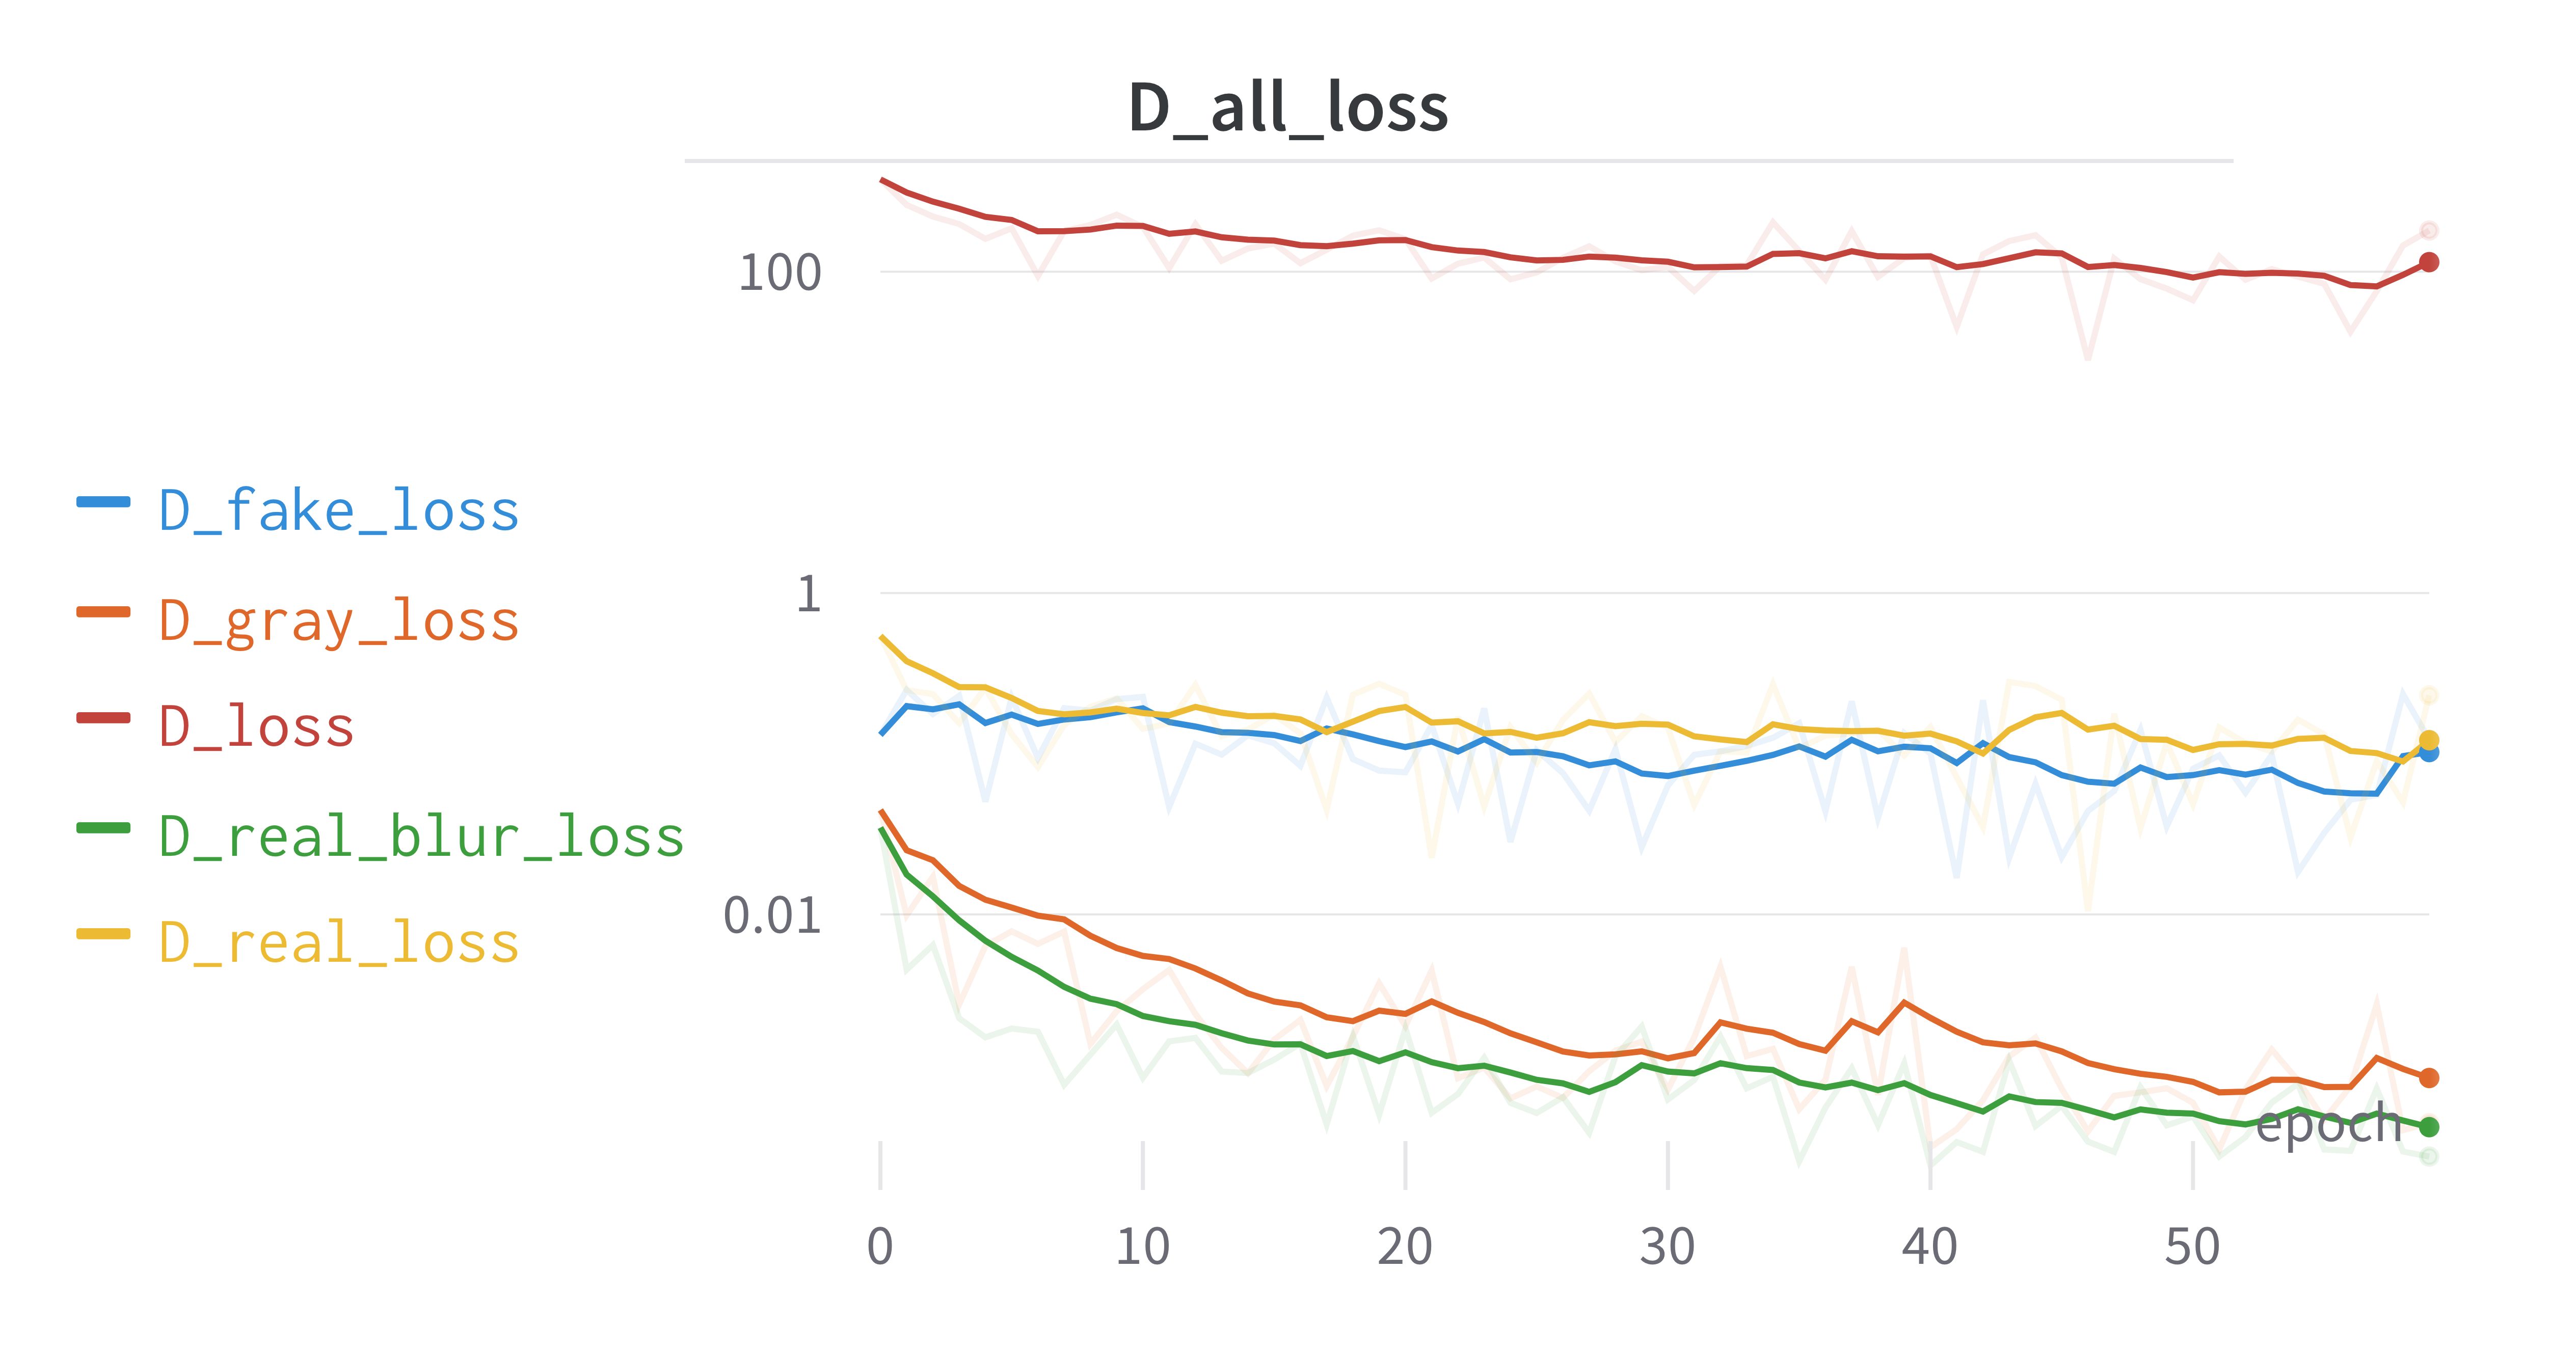 D_all_loss
D_fake_loss
D_gray_loss
D_loss
D_real_blur_loss
D_real_loss
100
1
0.01
epoch
0 10 20 30 40 50